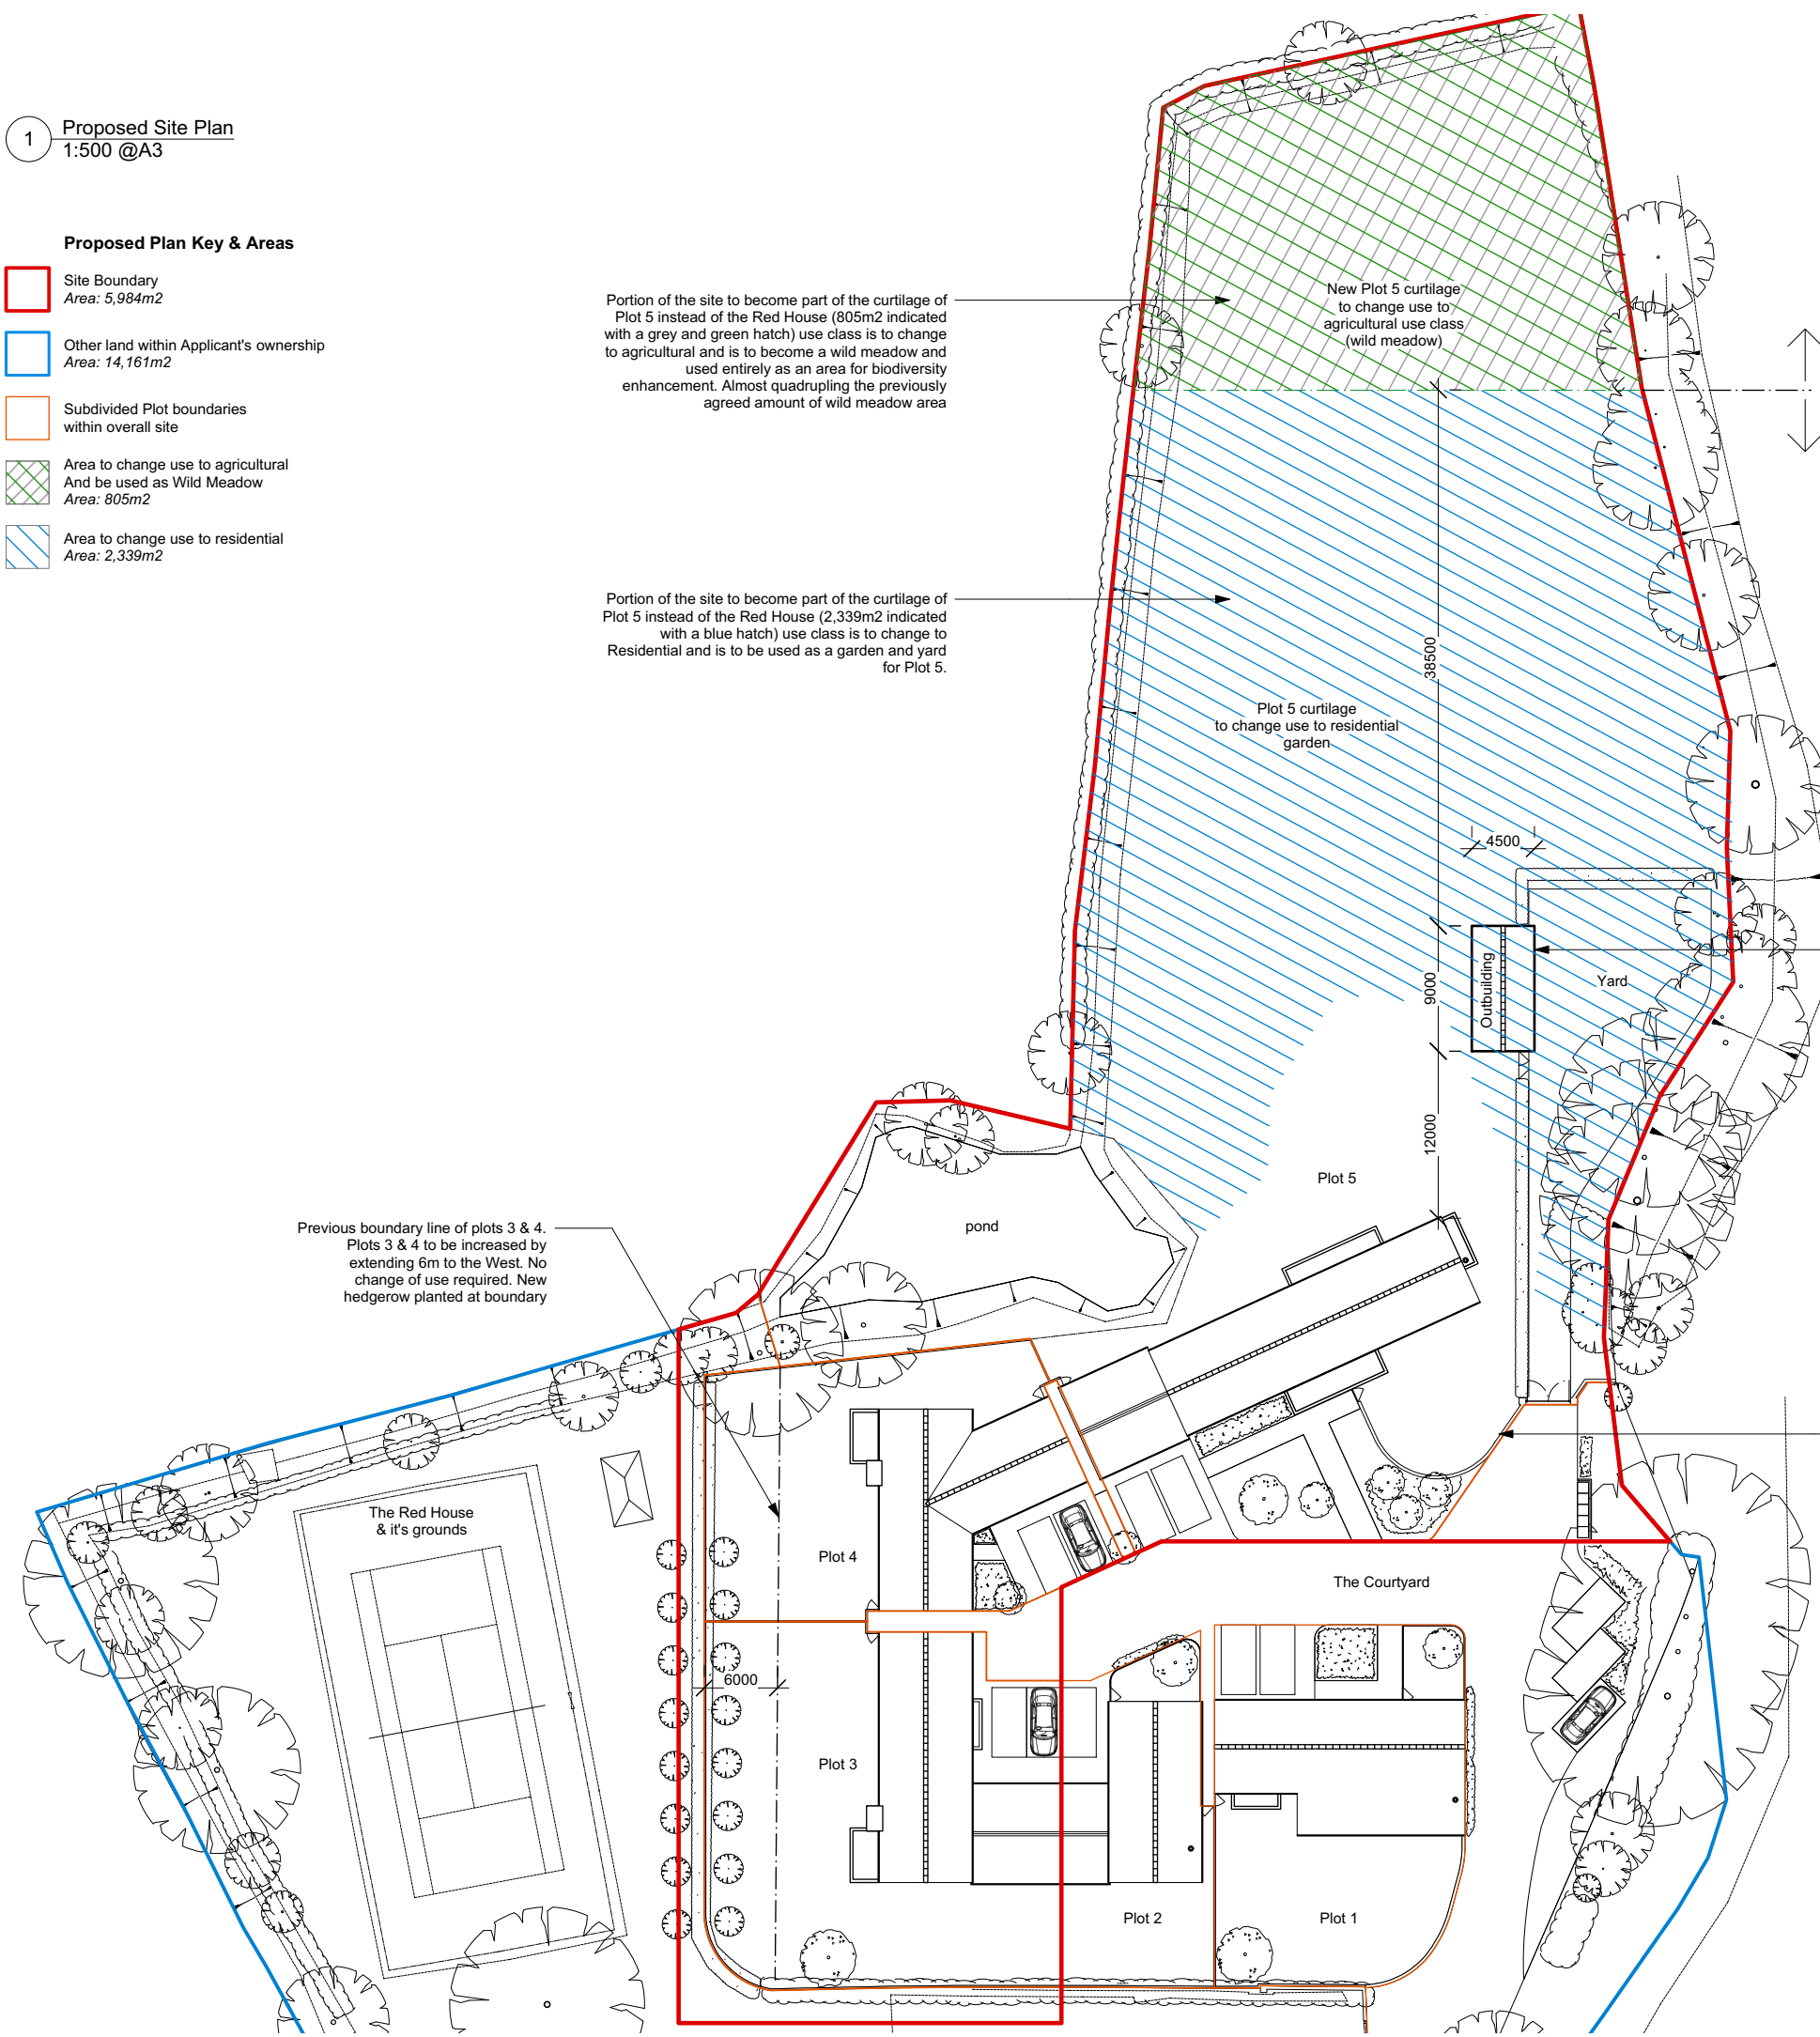 1
Proposed Site Plan
1:500 @A3
Proposed Plan Key & Areas
Site Boundary
Area: 5,984m2
Other land within Applicant's ownership
Area: 14,161m2
Subdivided Plot boundaries
within overall site
Area to change use to agricultural
And be used as Wild Meadow
Area: 805m2
Area to change use to residential
Area: 2,339m2
Portion of the site to become part of the curtilage of
Plot 5 instead of the Red House (805m2 indicated
with a grey and green hatch) use class is to change
to agricultural and is to become a wild meadow and
used entirely as an area for biodiversity
enhancement. Almost quadrupling the previously
agreed amount of wild meadow area
New Plot 5 curtilage
to change use to
agricultural use class
(wild meadow)
Portion of the site to become part of the curtilage of
Plot 5 instead of the Red House (2,339m2 indicated
with a blue hatch) use class is to change to
Residential and is to be used as a garden and yard
for Plot 5.
38500
Plot 5 curtilage
to change use to residential
garden
4500
Outbuilding
Yard
9000
12000
Plot 5
pond
Previous boundary line of plots 3 & 4.
Plots 3 & 4 to be increased by
extending 6m to the West. No
change of use required. New
hedgerow planted at boundary
The Red House
& it's grounds
Plot 4
The Courtyard
6000
Plot 3
Plot 2
Plot 1